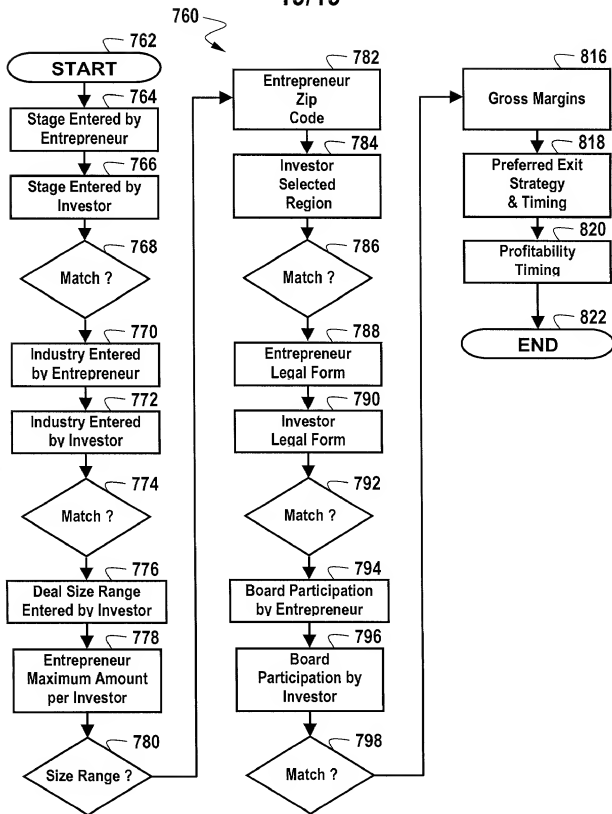 760
762
START
764
Stage Entered by
Entrepreneur
766
Stage Entered by
Investor
768
Match ?
770
Industry Entered
by Entrepreneur
772
Industry Entered
by Investor
774
Match ?
776
Deal Size Range
Entered by Investor
778
Entrepreneur
Maximum Amount
per Investor
780
Size Range ?
782
Entrepreneur
Zip
Code
784
Investor
Selected
Region
786
Match ?
788
Entrepreneur
Legal Form
790
Investor
Legal Form
792
Match ?
794
Board Participation
by Entrepreneur
796
Board
Participation by
Investor
798
Match ?
816
Gross Margins
818
Preferred Exit
Strategy
& Timing
820
Profitability
Timing
822
END